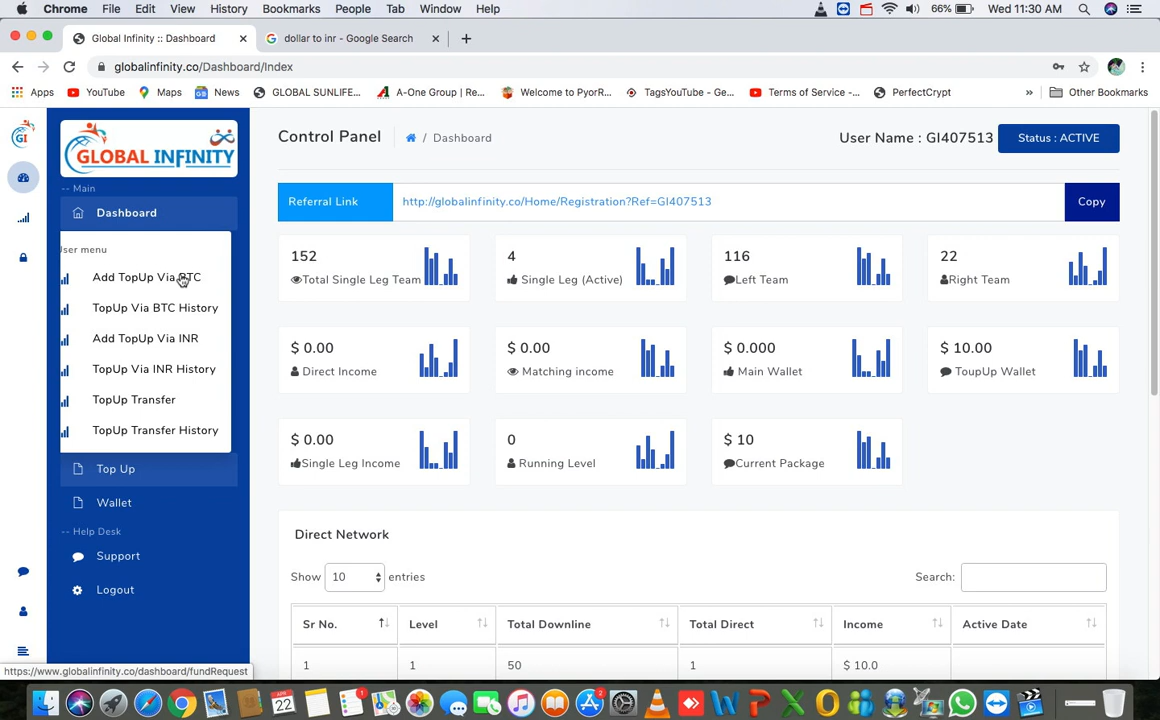 Chrome File Edit View History Bookmarks People Tab Window Help 66% Wed 11:30 AM
Global Infinity :: Dashboard dollar to inr - Google Search
globalinfinity.co/Dashboard/Index
Apps YouTube Maps News GLOBAL SUNLIFE... A-One Group | Re... Welcome to PyorR... TagsYouTube - Ge... Terms of Service -... PerfectCrypt » Other Bookmarks
GI
GLOBAL INFINITY
Control Panel / Dashboard User Name : GI407513 Status : ACTIVE
-- Main
Dashboard
User menu
Add TopUp Via BTC
TopUp Via BTC History
Add TopUp Via INR
TopUp Via INR History
TopUp Transfer
TopUp Transfer History
Top Up
Wallet
-- Help Desk
Support
Logout
Referral Link http://globalinfinity.co/Home/Registration?Ref=GI407513 Copy
152
Total Single Leg Team
4
Single Leg (Active)
116
Left Team
22
Right Team
$ 0.00
Direct Income
$ 0.00
Matching income
$ 0.000
Main Wallet
$ 10.00
ToupUp Wallet
$ 0.00
Single Leg Income
0
Running Level
$ 10
Current Package
Direct Network
Show 10 entries Search:
Sr No. Level Total Downline Total Direct Income Active Date
1 1 50 1 $ 10.0
https://www.globalinfinity.co/dashboard/fundRequest
APR
22
1
2